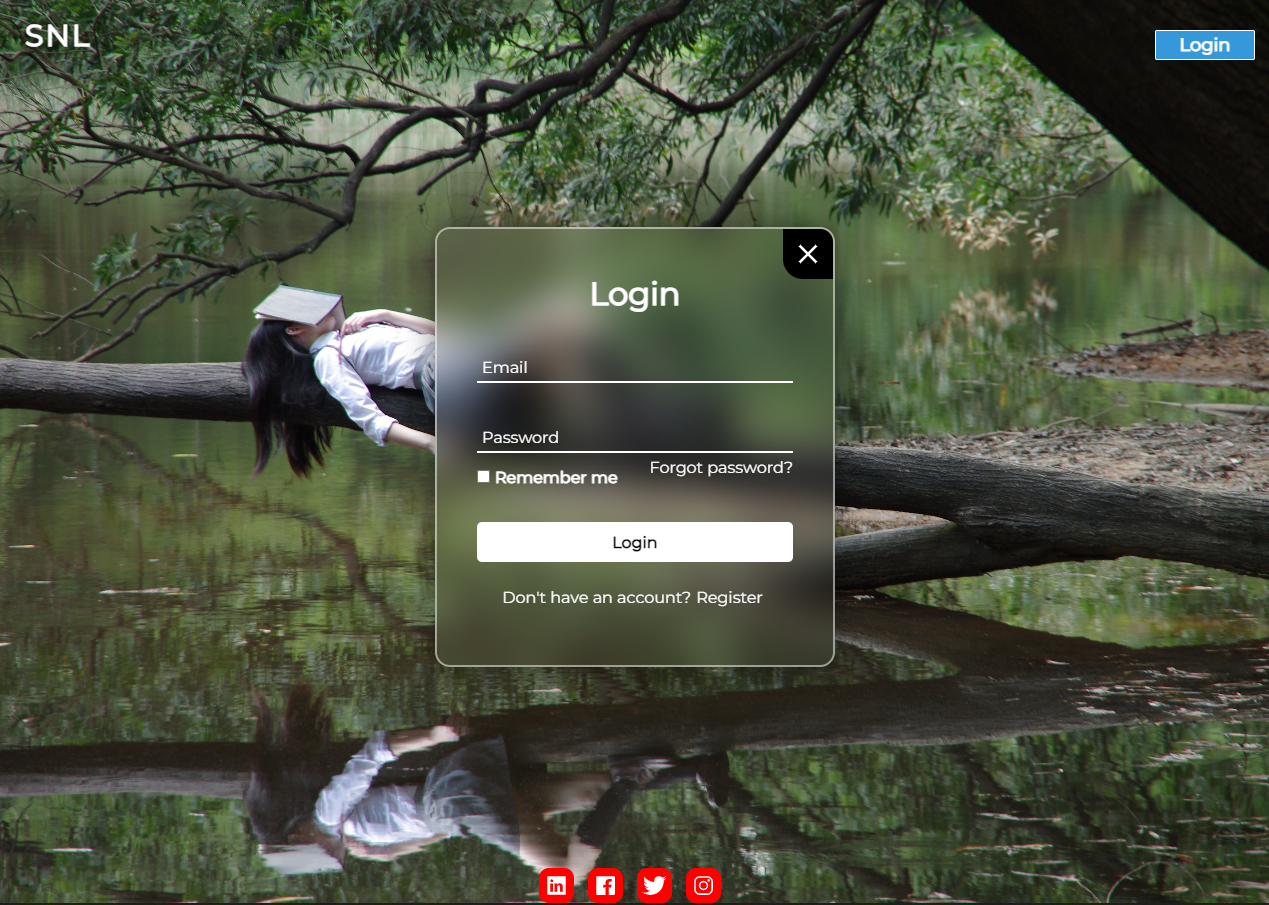 SNL
Login
Login
Email
Password
Remember me
Forgot password?
Login
Don't have an account? Register